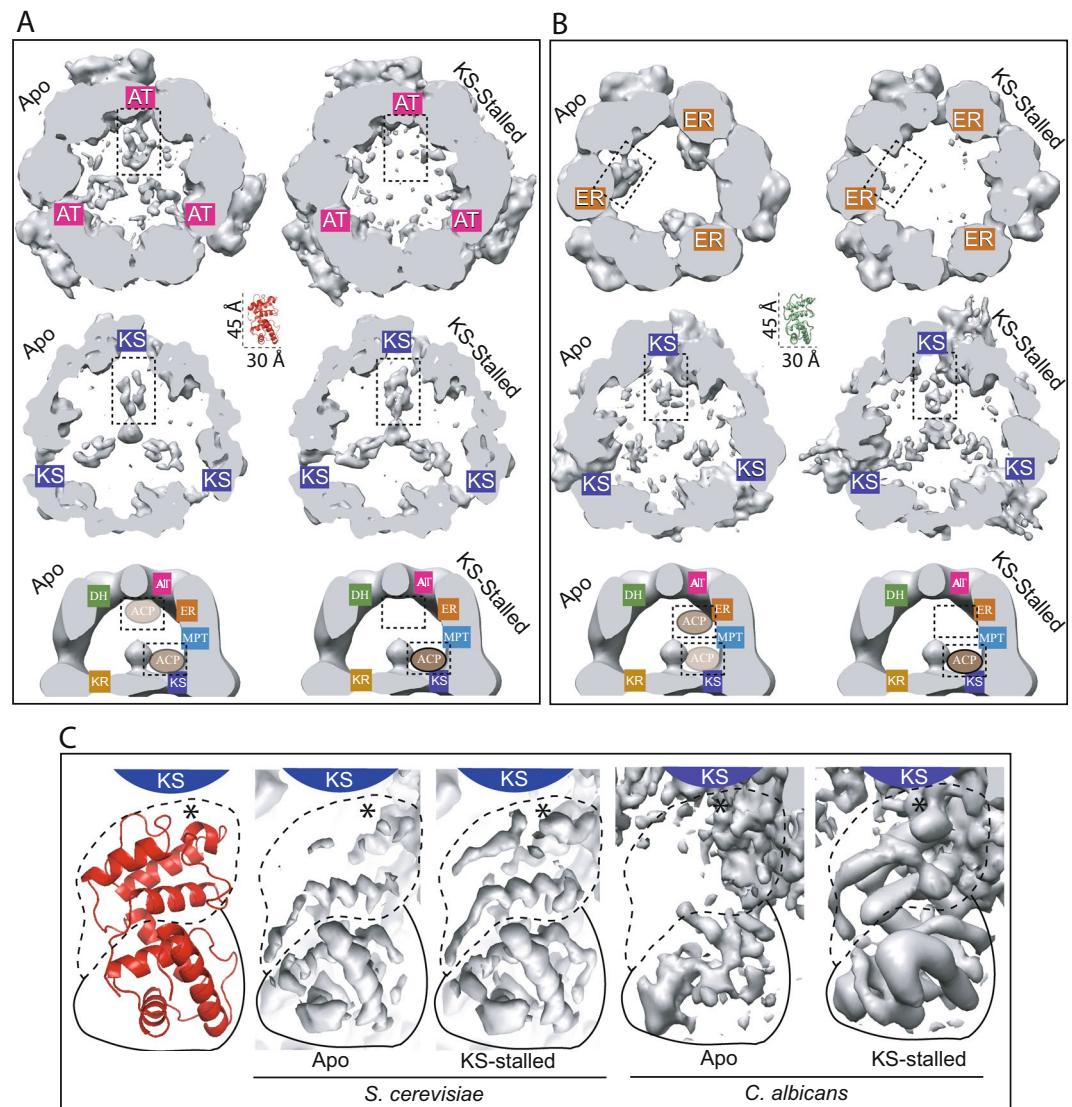 A
Apo
KS-Stalled
AT
AT
AT
AT
AT
AT
45 Å
30 Å
Apo
KS-Stalled
KS
KS
KS
KS
KS
KS
Apo
KS-Stalled
DH
AT
ACP
ER
MPT
ACP
KR
KS
DH
AT
ER
MPT
ACP
KR
KS
B
Apo
KS-Stalled
ER
ER
ER
ER
ER
ER
45 Å
30 Å
Apo
KS-Stalled
KS
KS
KS
KS
KS
KS
Apo
KS-Stalled
DH
AT
ACP
ER
MPT
ACP
KR
KS
DH
AT
ER
MPT
ACP
KR
KS
C
KS KS KS KS KS
* * * * *
Apo KS-stalled Apo KS-stalled
S. cerevisiae C. albicans